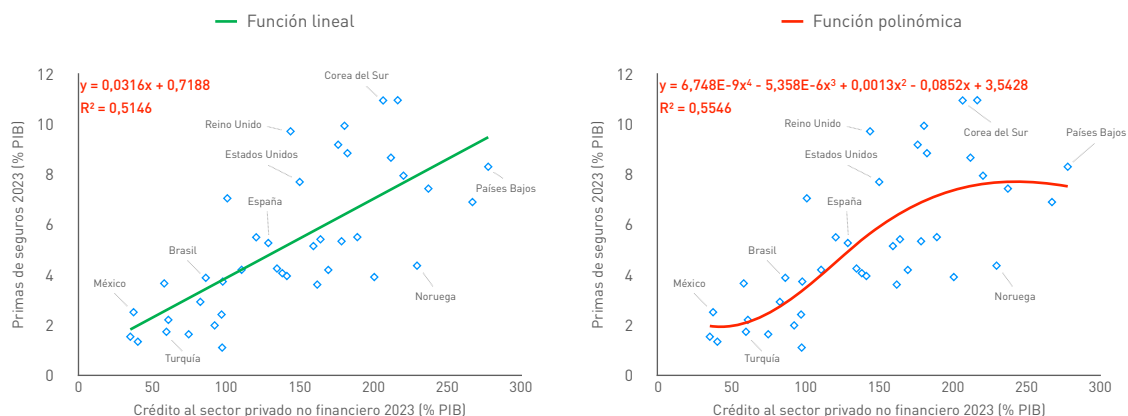 Función lineal
Primas de seguros 2023 (% PIB)
12
10
8
6
4
2
0
y = 0,0316x + 0,7188
R² = 0,5146
Corea del Sur
Reino Unido
Estados Unidos
Países Bajos
España
Brasil
México
Noruega
Turquía
0 50 100 150 200 250 300
Crédito al sector privado no financiero 2023 (% PIB)
Función polinómica
Primas de seguros 2023 (% PIB)
12
10
8
6
4
2
0
y = 6,748E-9x⁴ - 5,358E-6x³ + 0,0013x² - 0,0852x + 3,5428
R² = 0,5546
Reino Unido
Corea del Sur
Países Bajos
Estados Unidos
España
Brasil
México
Noruega
Turquía
0 50 100 150 200 250 300
Crédito al sector privado no financiero 2023 (% PIB)